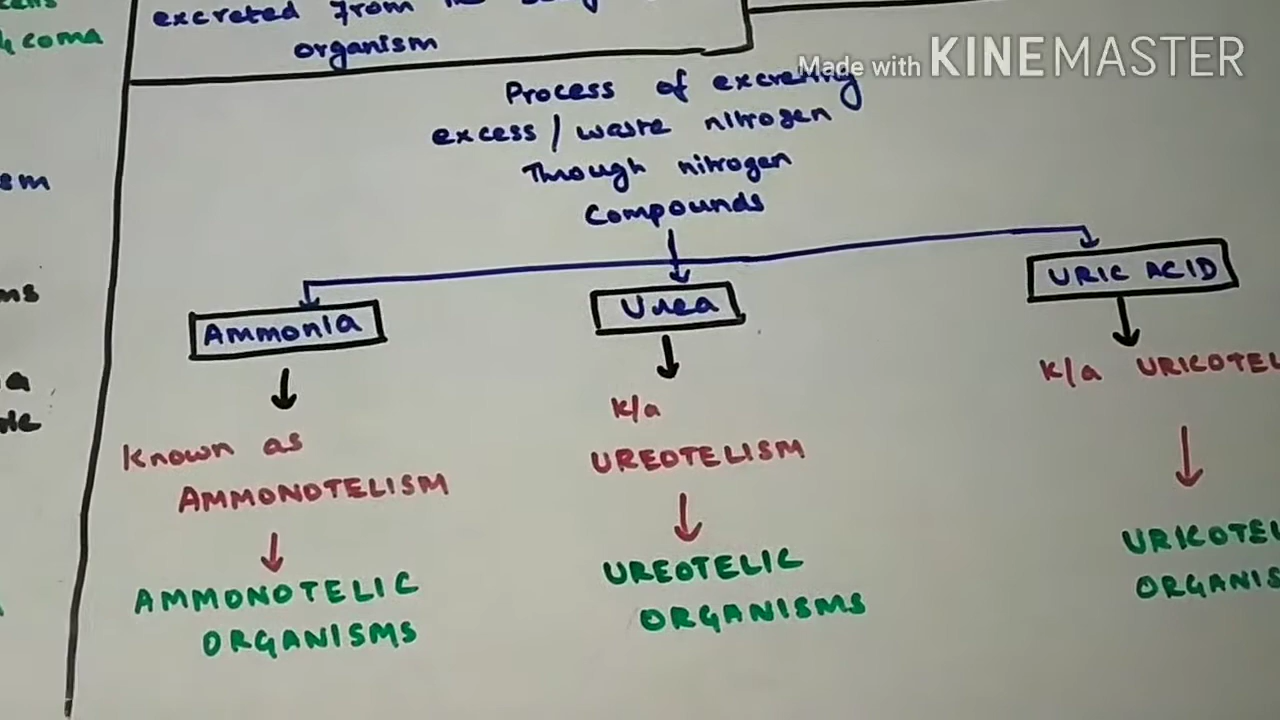 coma
excreted from
organism
Made with KINEMASTER
Process of excreting
excess / waste nitrogen
Through nitrogen
compounds
Ammonia
Urea
URIC ACID
Known as
AMMONOTELISM
K/a
UREOTELISM
K/a URICOTEL
AMMONOTELIC
ORGANISMS
UREOTELIC
ORGANISMS
URICOTEL
ORGANIS